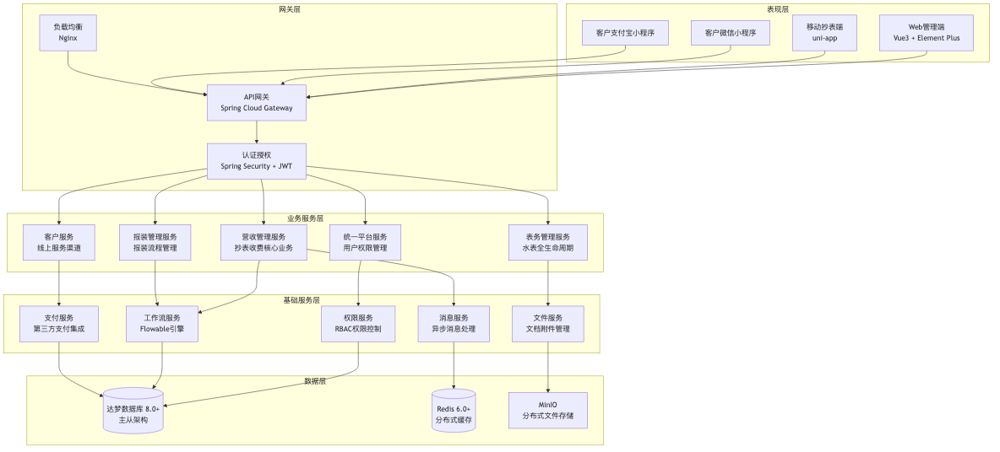 网关层
负载均衡
Nginx
API网关
Spring Cloud Gateway
认证授权
Spring Security + JWT
表现层
客户支付宝小程序
客户微信小程序
移动抄表端
uni-app
Web管理端
Vue3 + Element Plus
业务服务层
客户服务
线上服务渠道
报装管理服务
报装流程管理
营收管理服务
抄表收费核心业务
统一平台服务
用户权限管理
表务管理服务
水表全生命周期
基础服务层
支付服务
第三方支付集成
工作流服务
Flowable引擎
权限服务
RBAC权限控制
消息服务
异步消息处理
文件服务
文档附件管理
数据层
达梦数据库 8.0+
主从架构
Redis 6.0+
分布式缓存
MinIO
分布式文件存储